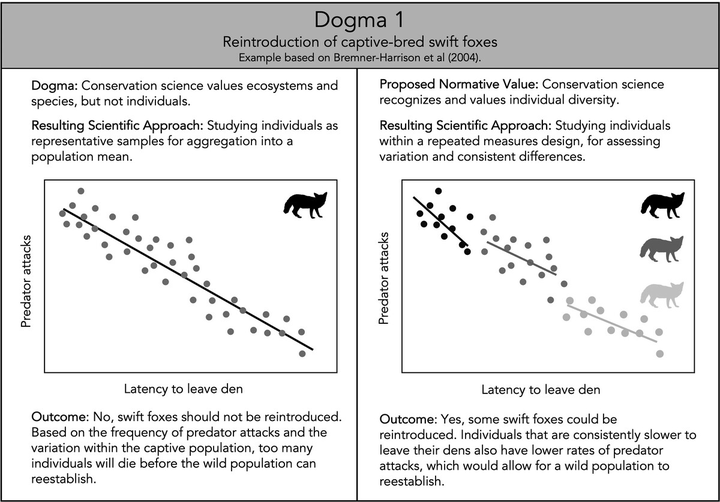 Dogma 1
Reintroduction of captive-bred swift foxes
Example based on Bremner-Harrison et al (2004).
Dogma: Conservation science values ecosystems and
species, but not individuals.
Resulting Scientific Approach: Studying individuals as
representative samples for aggregation into a
population mean.
Predator attacks
Latency to leave den
Outcome: No, swift foxes should not be reintroduced.
Based on the frequency of predator attacks and the
variation within the captive population, too many
individuals will die before the wild population can
reestablish.
Proposed Normative Value: Conservation science
recognizes and values individual diversity.
Resulting Scientific Approach: Studying individuals
within a repeated measures design, for assessing
variation and consistent differences.
Predator attacks
Latency to leave den
Outcome: Yes, some swift foxes could be
reintroduced. Individuals that are consistently slower to
leave their dens also have lower rates of predator
attacks, which would allow for a wild population to
reestablish.